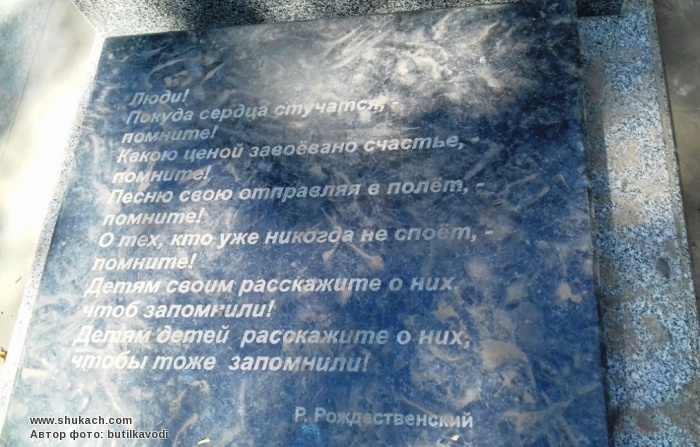 Люди!
Покуда сердца стучатся, -
помните!
Какою ценой завоёвано счастье, -
помните!
Песню свою отправляя в полёт, -
помните!
О тех, кто уже никогда не споёт, -
помните!
Детям своим расскажите о них,
чтоб запомнили!
Детям детей расскажите о них,
чтобы тоже запомнили!
Р. Рождественский
www.shukach.com
Автор фото: butilkavodi